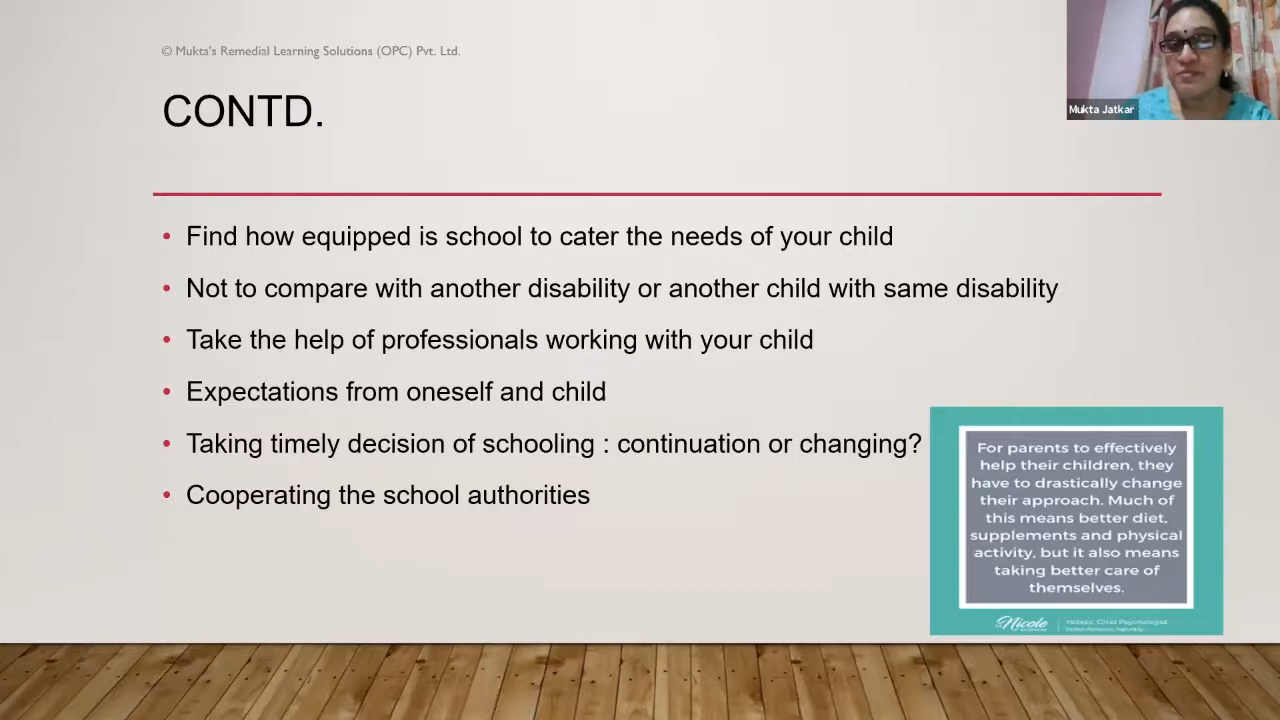 © Mukta's Remedial Learning Solutions (OPC) Pvt. Ltd.
CONTD.
Mukta Jatkar
• Find how equipped is school to cater the needs of your child
• Not to compare with another disability or another child with same disability
• Take the help of professionals working with your child
• Expectations from oneself and child
• Taking timely decision of schooling : continuation or changing?
• Cooperating the school authorities
For parents to effectively
help their children, they
have to drastically change
their approach. Much of
this means better diet,
supplements and physical
activity, but it also means
taking better care of
themselves.
Nicole
Holistic Child Psychologist